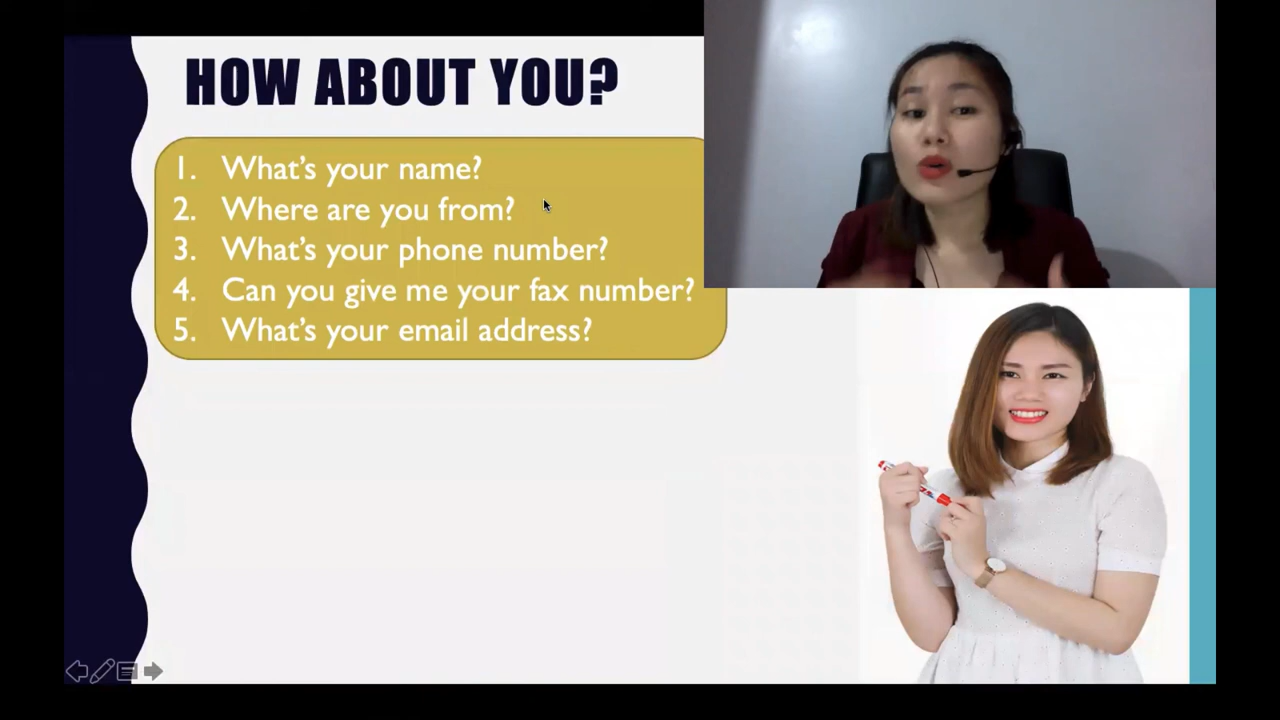 HOW ABOUT YOU?
1. What's your name?
2. Where are you from?
3. What's your phone number?
4. Can you give me your fax number?
5. What's your email address?